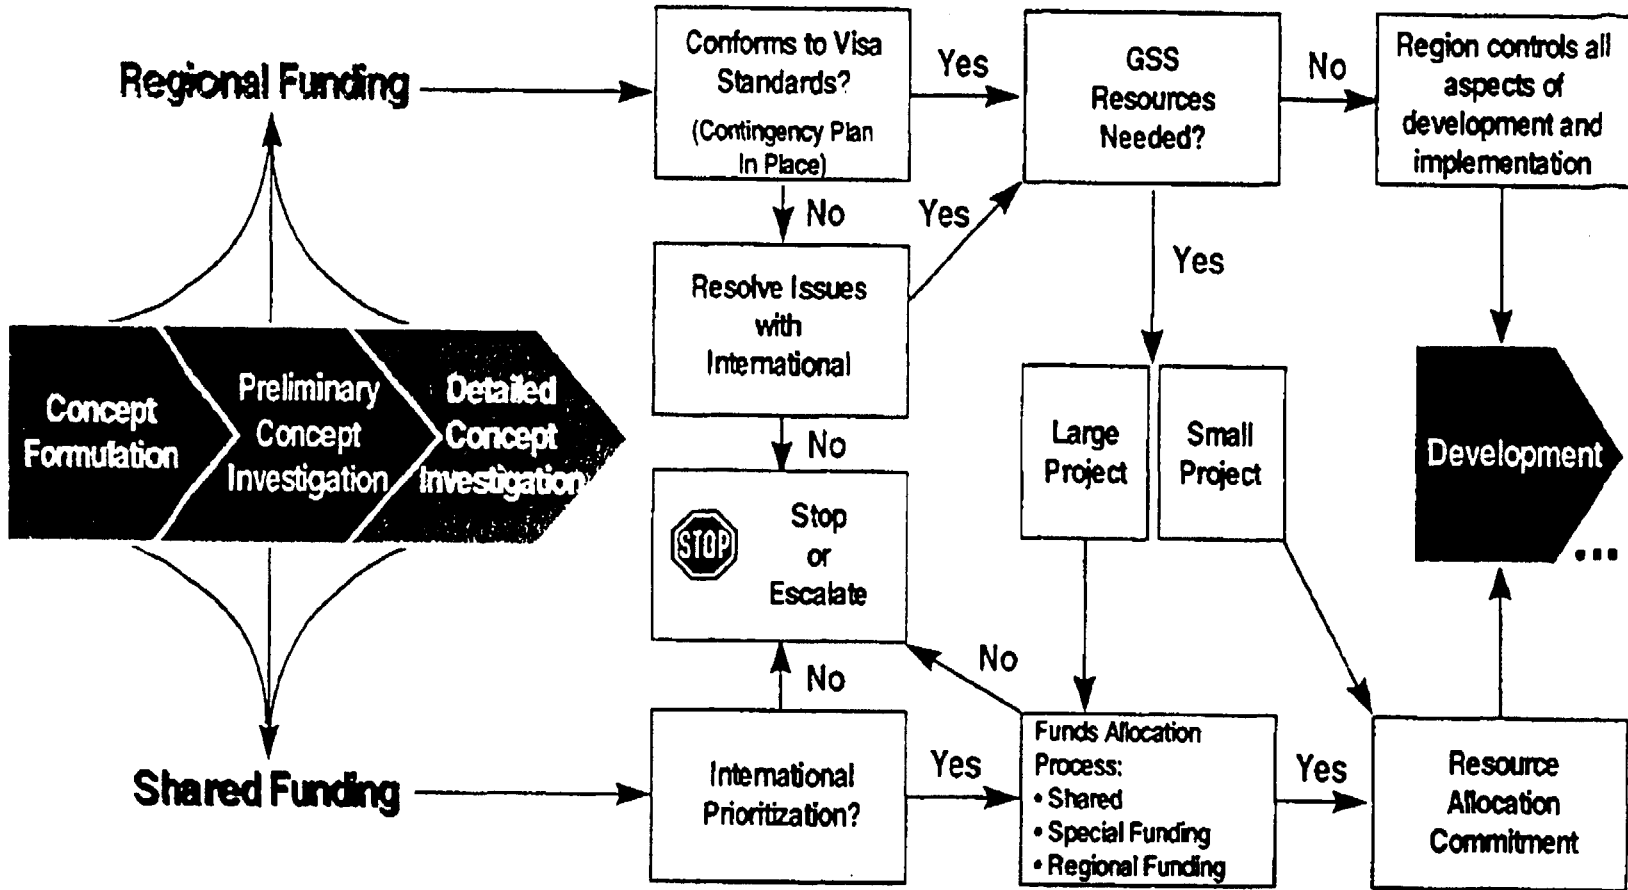 Regional Funding
Conforms to Visa
Standards?
(Contingency Plan
In Place)
Yes
GSS
Resources
Needed?
No
Region controls all
aspects of
development and
implementation
No
Yes
Yes
Resolve Issues
with
International
No
Concept
Formulation
Preliminary
Concept
Investigation
Detailed
Concept
Investigation
Large
Project
Small
Project
Development
...
STOP
Stop
or
Escalate
No
No
Shared Funding
International
Prioritization?
Yes
Funds Allocation
Process:
• Shared
• Special Funding
• Regional Funding
Yes
Resource
Allocation
Commitment